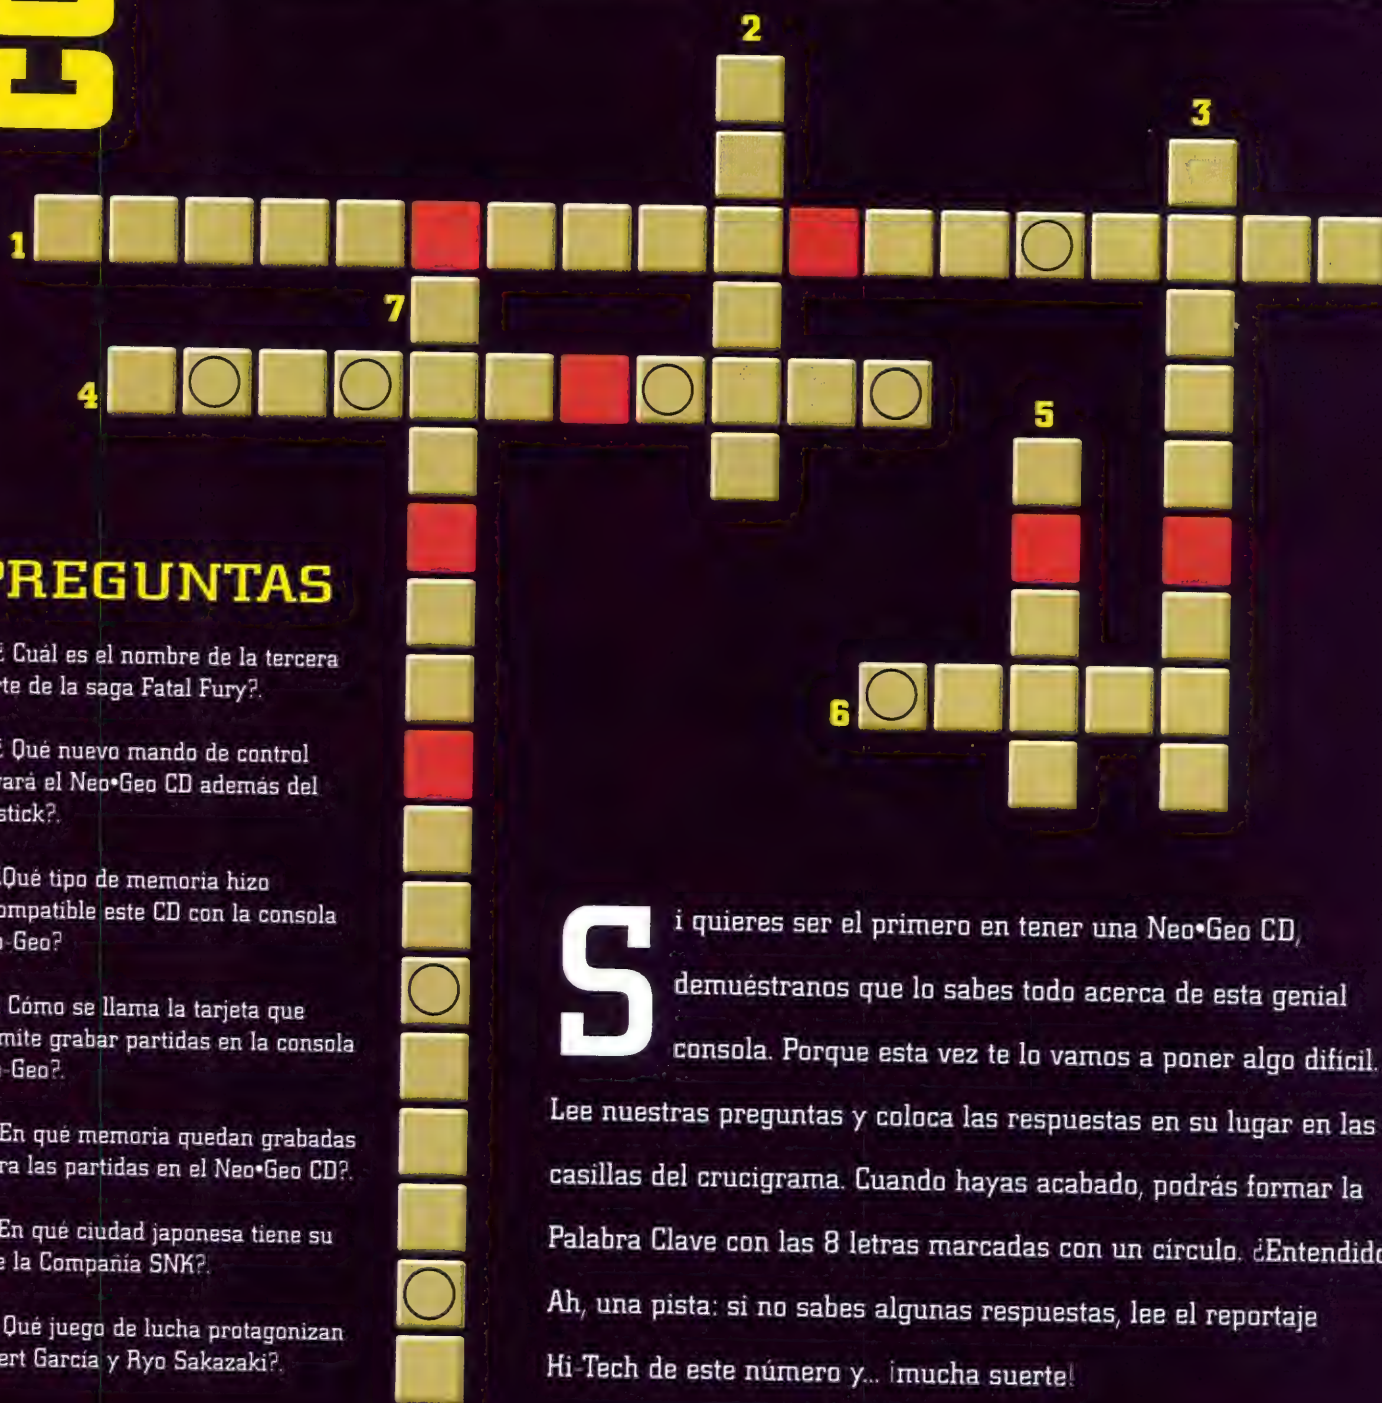 2
3
1
7
4
5
6
PREGUNTAS
¿ Cuál es el nombre de la tercera
te de la saga Fatal Fury?.
¿ Qué nuevo mando de control
ará el Neo•Geo CD además del
stick?.
Qué tipo de memoria hizo
ompatible este CD con la consola
-Geo?
Cómo se llama la tarjeta que
mite grabar partidas en la consola
-Geo?.
En qué memoria quedan grabadas
ra las partidas en el Neo•Geo CD?.
En qué ciudad japonesa tiene su
e la Compañía SNK?.
Qué juego de lucha protagonizan
ert García y Ryo Sakazaki?.
Si quieres ser el primero en tener una Neo•Geo CD,
demuéstranos que lo sabes todo acerca de esta genial
consola. Porque esta vez te lo vamos a poner algo difícil.
Lee nuestras preguntas y coloca las respuestas en su lugar en las
casillas del crucigrama. Cuando hayas acabado, podrás formar la
Palabra Clave con las 8 letras marcadas con un círculo. ¿Entendido
Ah, una pista: si no sabes algunas respuestas, lee el reportaje
Hi-Tech de este número y... ¡mucha suerte!